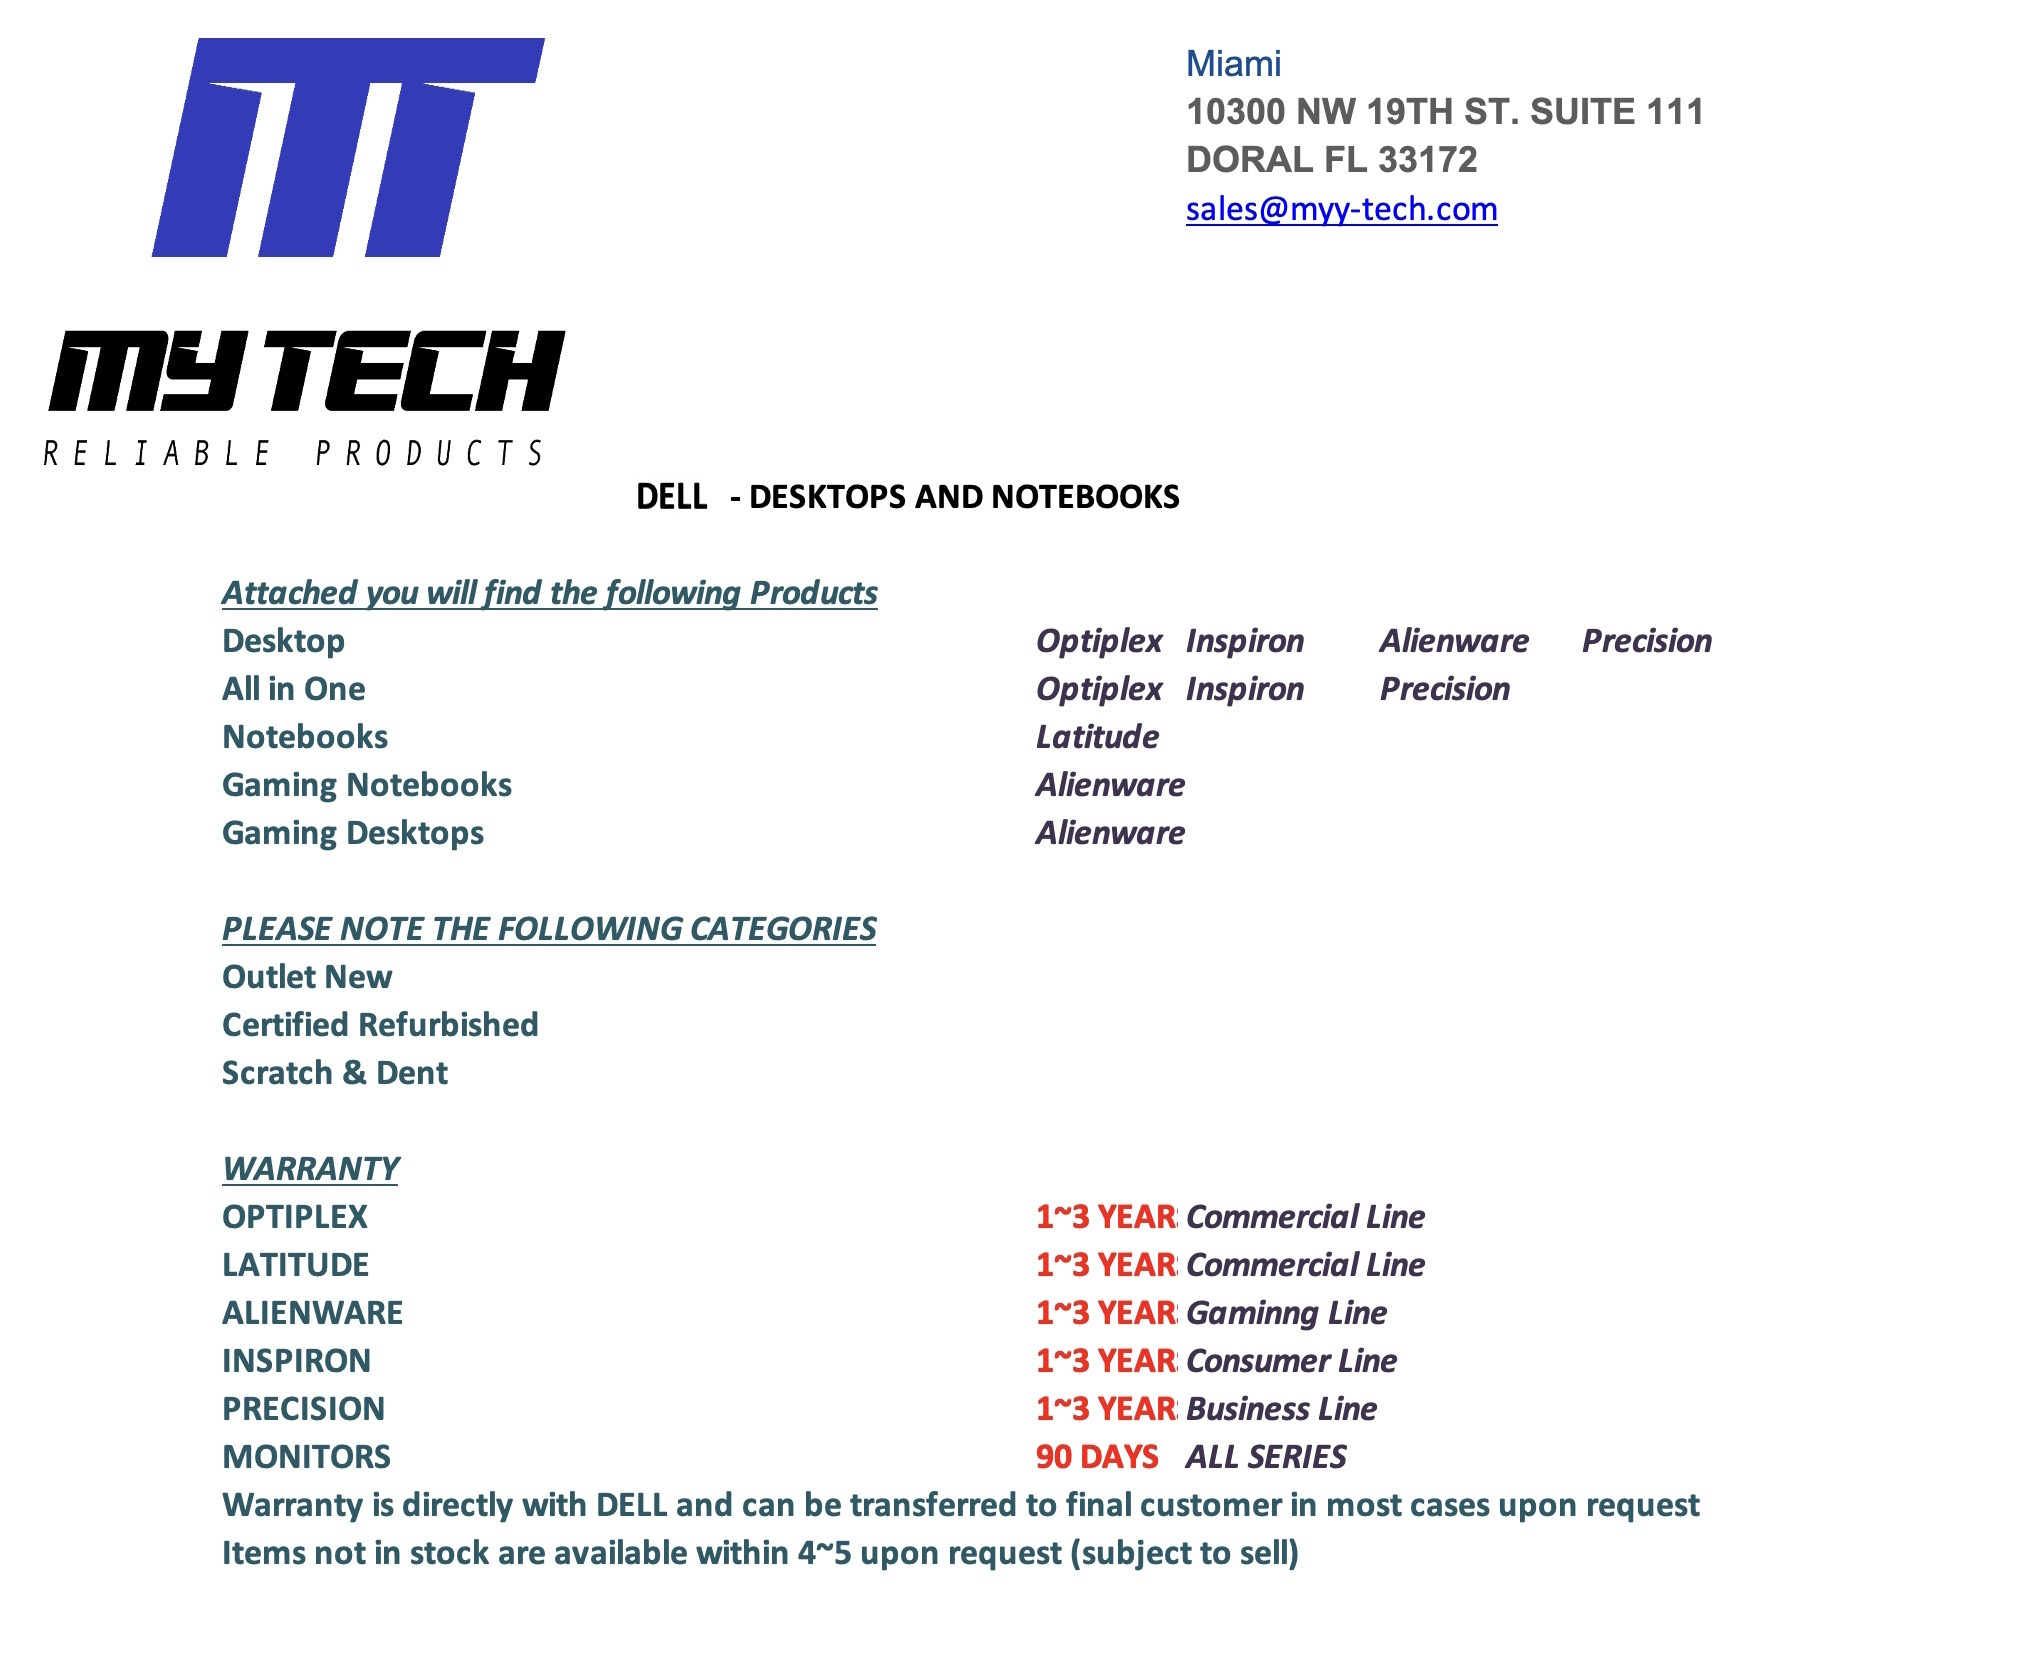 Miami
10300 NW 19TH ST. SUITE 111
DORAL FL 33172
sales@myy-tech.com
MY TECH
RELIABLE PRODUCTS
DELL - DESKTOPS AND NOTEBOOKS
Attached you will find the following Products
Desktop Optiplex Inspiron Alienware Precision
All in One Optiplex Inspiron Precision
Notebooks Latitude
Gaming Notebooks Alienware
Gaming Desktops Alienware
PLEASE NOTE THE FOLLOWING CATEGORIES
Outlet New
Certified Refurbished
Scratch & Dent
WARRANTY
OPTIPLEX 1~3 YEARS Commercial Line
LATITUDE 1~3 YEARS Commercial Line
ALIENWARE 1~3 YEARS Gaminng Line
INSPIRON 1~3 YEARS Consumer Line
PRECISION 1~3 YEARS Business Line
MONITORS 90 DAYS ALL SERIES
Warranty is directly with DELL and can be transferred to final customer in most cases upon request
Items not in stock are available within 4~5 upon request (subject to sell)